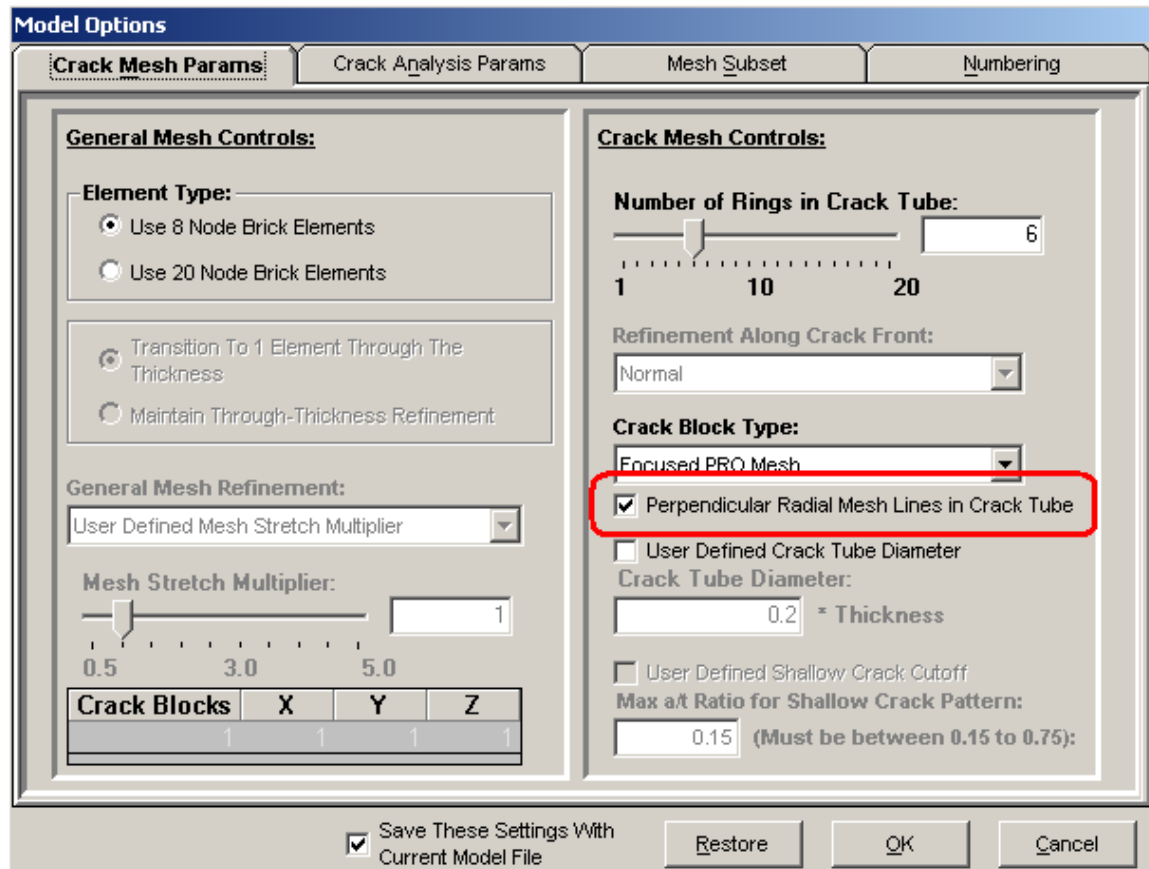 Model Options
Crack Mesh Params
Crack Analysis Params
Mesh Subset
Numbering
General Mesh Controls:
Element Type:
Use 8 Node Brick Elements
Use 20 Node Brick Elements
Transition To 1 Element Through The
Thickness
Maintain Through-Thickness Refinement
General Mesh Refinement:
User Defined Mesh Stretch Multiplier
Mesh Stretch Multiplier:
1
0.5 3.0 5.0
Crack Blocks X Y Z
1 1 1 1
Crack Mesh Controls:
Number of Rings in Crack Tube:
6
1 10 20
Refinement Along Crack Front:
Normal
Crack Block Type:
Focused PRO Mesh
Perpendicular Radial Mesh Lines in Crack Tube
User Defined Crack Tube Diameter
Crack Tube Diameter:
0.2 * Thickness
User Defined Shallow Crack Cutoff
Max a/t Ratio for Shallow Crack Pattern:
0.15 (Must be between 0.15 to 0.75):
Save These Settings With
Current Model File
Restore
OK
Cancel